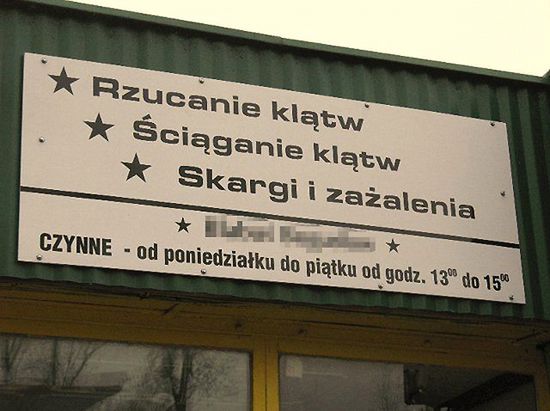 ★ Rzucanie klątw
★ Ściąganie klątw
★ Skargi i zażalenia
★ ★
CZYNNE - od poniedziałku do piątku od godz. 13⁰⁰ do 15⁰⁰